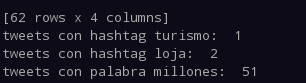 [62 rows x 4 columns]
tweets con hashtag turismo:  1
tweets con hashtag loja:  2
tweets con palabra millones:  51